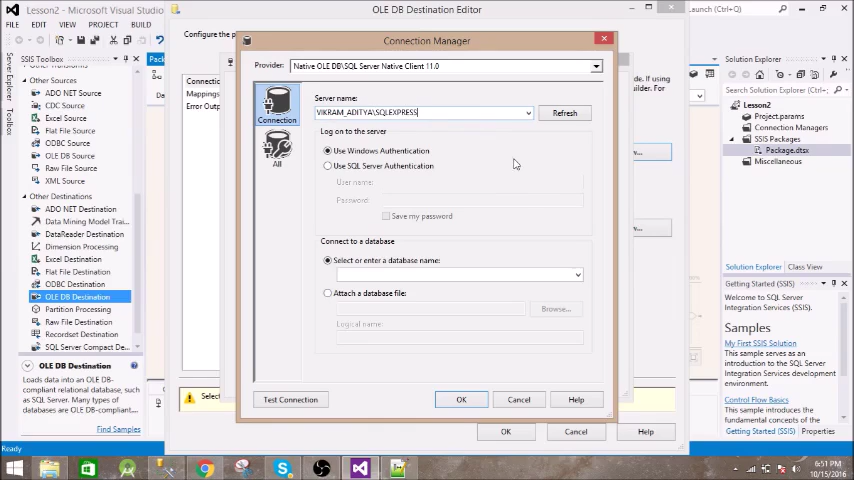 Lesson2 - Microsoft Visual Stud
OLE DB Destination Editor
Quick Launch (Ctrl+Q)
FILE EDIT VIEW PROJECT
Configure the p
SSIS Toolbox
Server Explorer
Toolbox
Other Sources
ADO NET Source
CDC Source
Excel Source
Flat File Source
ODBC Source
OLE DB Source
Raw File Source
XML Source
Other Destinations
ADO NET Destination
Data Mining Model Trai...
DataReader Destination
Dimension Processing
Excel Destination
Flat File Destination
ODBC Destination
OLE DB Destination
Partition Processing
Raw File Destination
Recordset Destination
SQL Server Compact De...
OLE DB Destination
Loads data into an OLE DB-
compliant relational database,
such as SQL Server. Many types
of databases are OLE DB-compliant...
Find Samples
Ready
Connectio
Mappings
Error Outp
Connection Manager
Provider: Native OLE DB\SQL Server Native Client 11.0
Connection
All
Server name:
VIKRAM_ADITYA\SQLEXPRESS
Refresh
Log on to the server
Use Windows Authentication
Use SQL Server Authentication
User name:
Password:
Save my password
Connect to a database
Select or enter a database name:
Attach a database file:
Browse...
Logical name:
Test Connection
OK
Cancel
Help
Select
OK
Cancel
Help
Solution Explorer
Lesson2
Project.params
Connection Managers
SSIS Packages
Package.dtsx
Miscellaneous
Solution Explorer Class View
Getting Started (SSIS)
Welcome to SQL Server
Integration Services
Samples
My First SSIS Solution
This sample serves as an
introduction to the SQL Server
Integration Services development
environment.
Control Flow Basics
This sample introduces the
fundamental concepts of the
Getting Started (SSIS) Properties
6:51 PM
10/15/2016